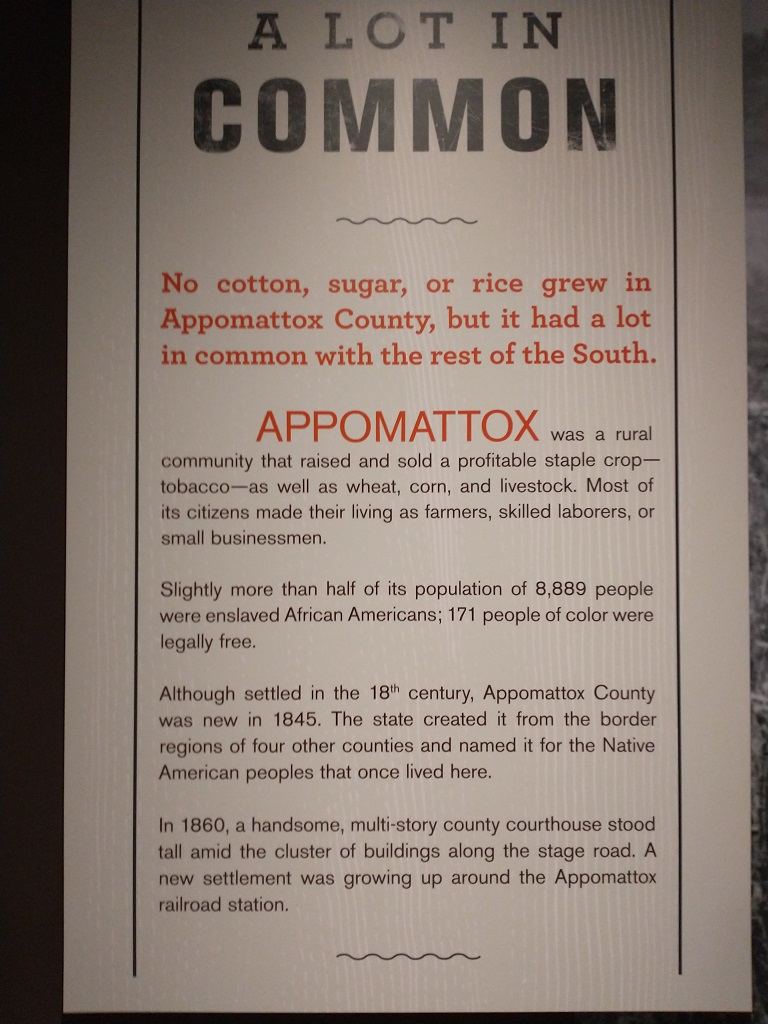 A LOT IN
COMMON
No cotton, sugar, or rice grew in
Appomattox County, but it had a lot
in common with the rest of the South.
APPOMATTOX was a rural
community that raised and sold a profitable staple crop—
tobacco—as well as wheat, corn, and livestock. Most of
its citizens made their living as farmers, skilled laborers, or
small businessmen.
Slightly more than half of its population of 8,889 people
were enslaved African Americans; 171 people of color were
legally free.
Although settled in the 18th century, Appomattox County
was new in 1845. The state created it from the border
regions of four other counties and named it for the Native
American peoples that once lived here.
In 1860, a handsome, multi-story county courthouse stood
tall amid the cluster of buildings along the stage road. A
new settlement was growing up around the Appomattox
railroad station.